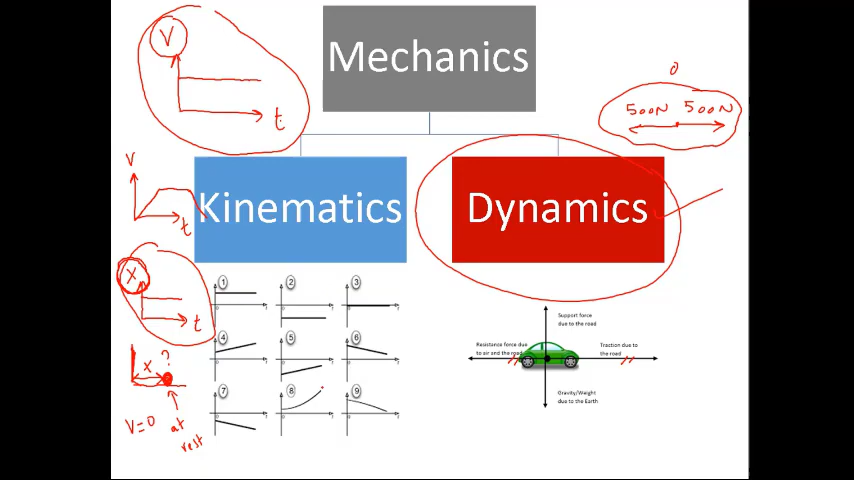 Mechanics
Kinematics
Dynamics
V
t
0
500N 500N
V
t
X
t
X ?
V=0
at
rest
1
2
3
4
5
6
7
8
9
Support force
due to the road
Resistance force due
to air and the road
Traction due to
the road
Gravity/Weight
due to the Earth